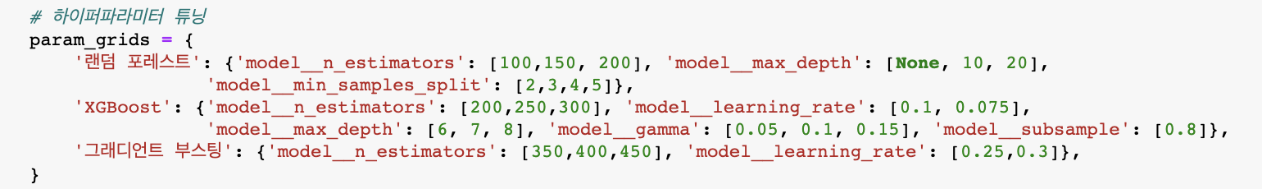 # 하이퍼파라미터 튜닝
param_grids = {
    '랜덤 포레스트': {'model__n_estimators': [100,150, 200], 'model__max_depth': [None, 10, 20],
                'model__min_samples_split': [2,3,4,5]},
    'XGBoost': {'model__n_estimators': [200,250,300], 'model__learning_rate': [0.1, 0.075],
                'model__max_depth': [6, 7, 8], 'model__gamma': [0.05, 0.1, 0.15], 'model__subsample': [0.8]},
    '그래디언트 부스팅': {'model__n_estimators': [350,400,450], 'model__learning_rate': [0.25,0.3]},
}